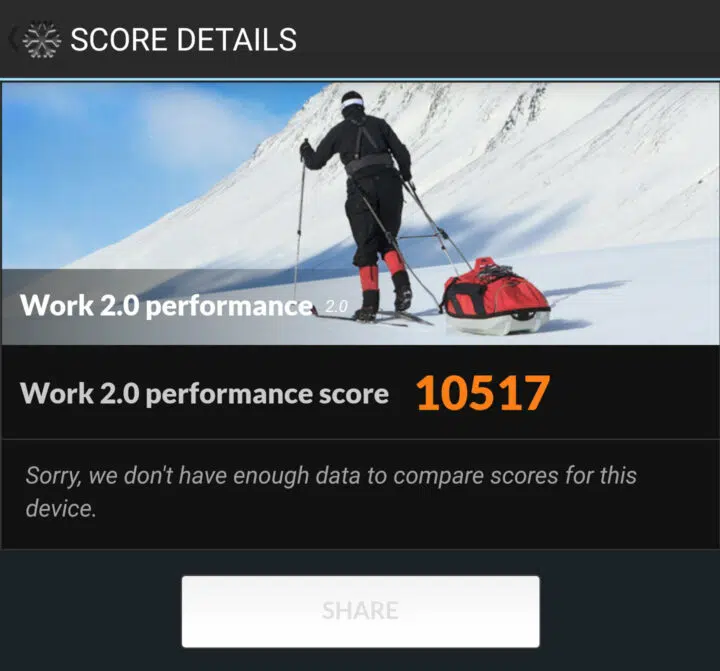 SCORE DETAILS
Work 2.0 performance 2.0
Work 2.0 performance score 10517
Sorry, we don't have enough data to compare scores for this
device.
SHARE